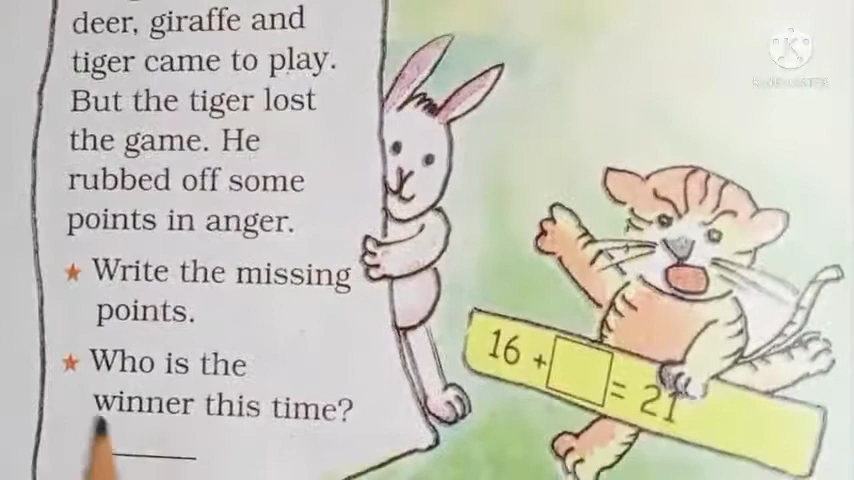 deer, giraffe and
tiger came to play.
But the tiger lost
the game. He
rubbed off some
points in anger.
★ Write the missing
points.
★ Who is the
winner this time?
16 + □ = 21